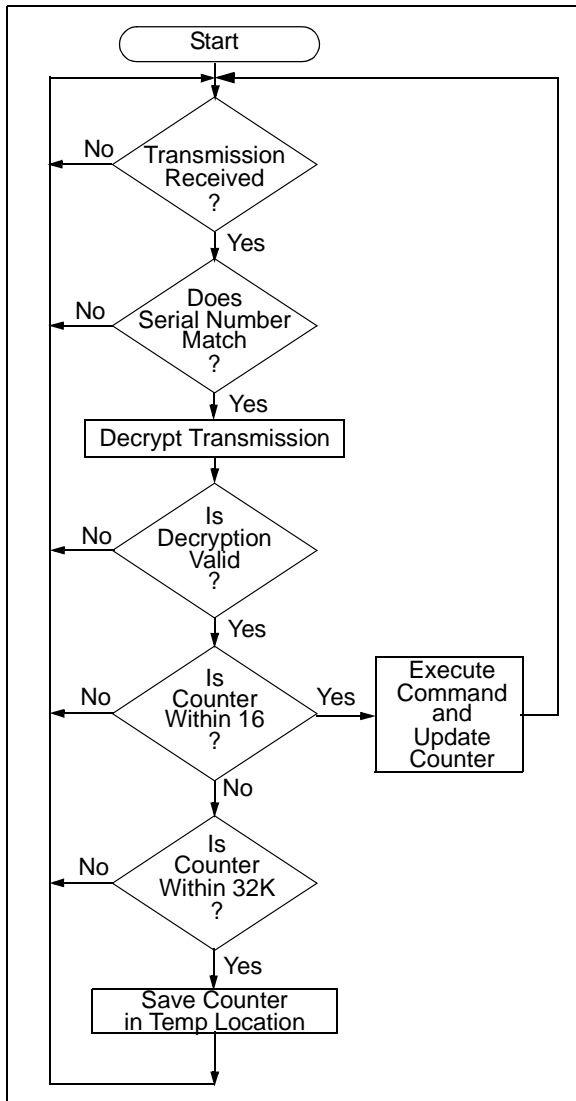 Start
No
Transmission
Received
?
Yes
No
Does
Serial Number
Match
?
Yes
Decrypt Transmission
No
Is
Decryption
Valid
?
Yes
No
Is
Counter
Within 16
?
Yes
Execute
Command
and
Update
Counter
No
No
Is
Counter
Within 32K
?
Yes
Save Counter
in Temp Location